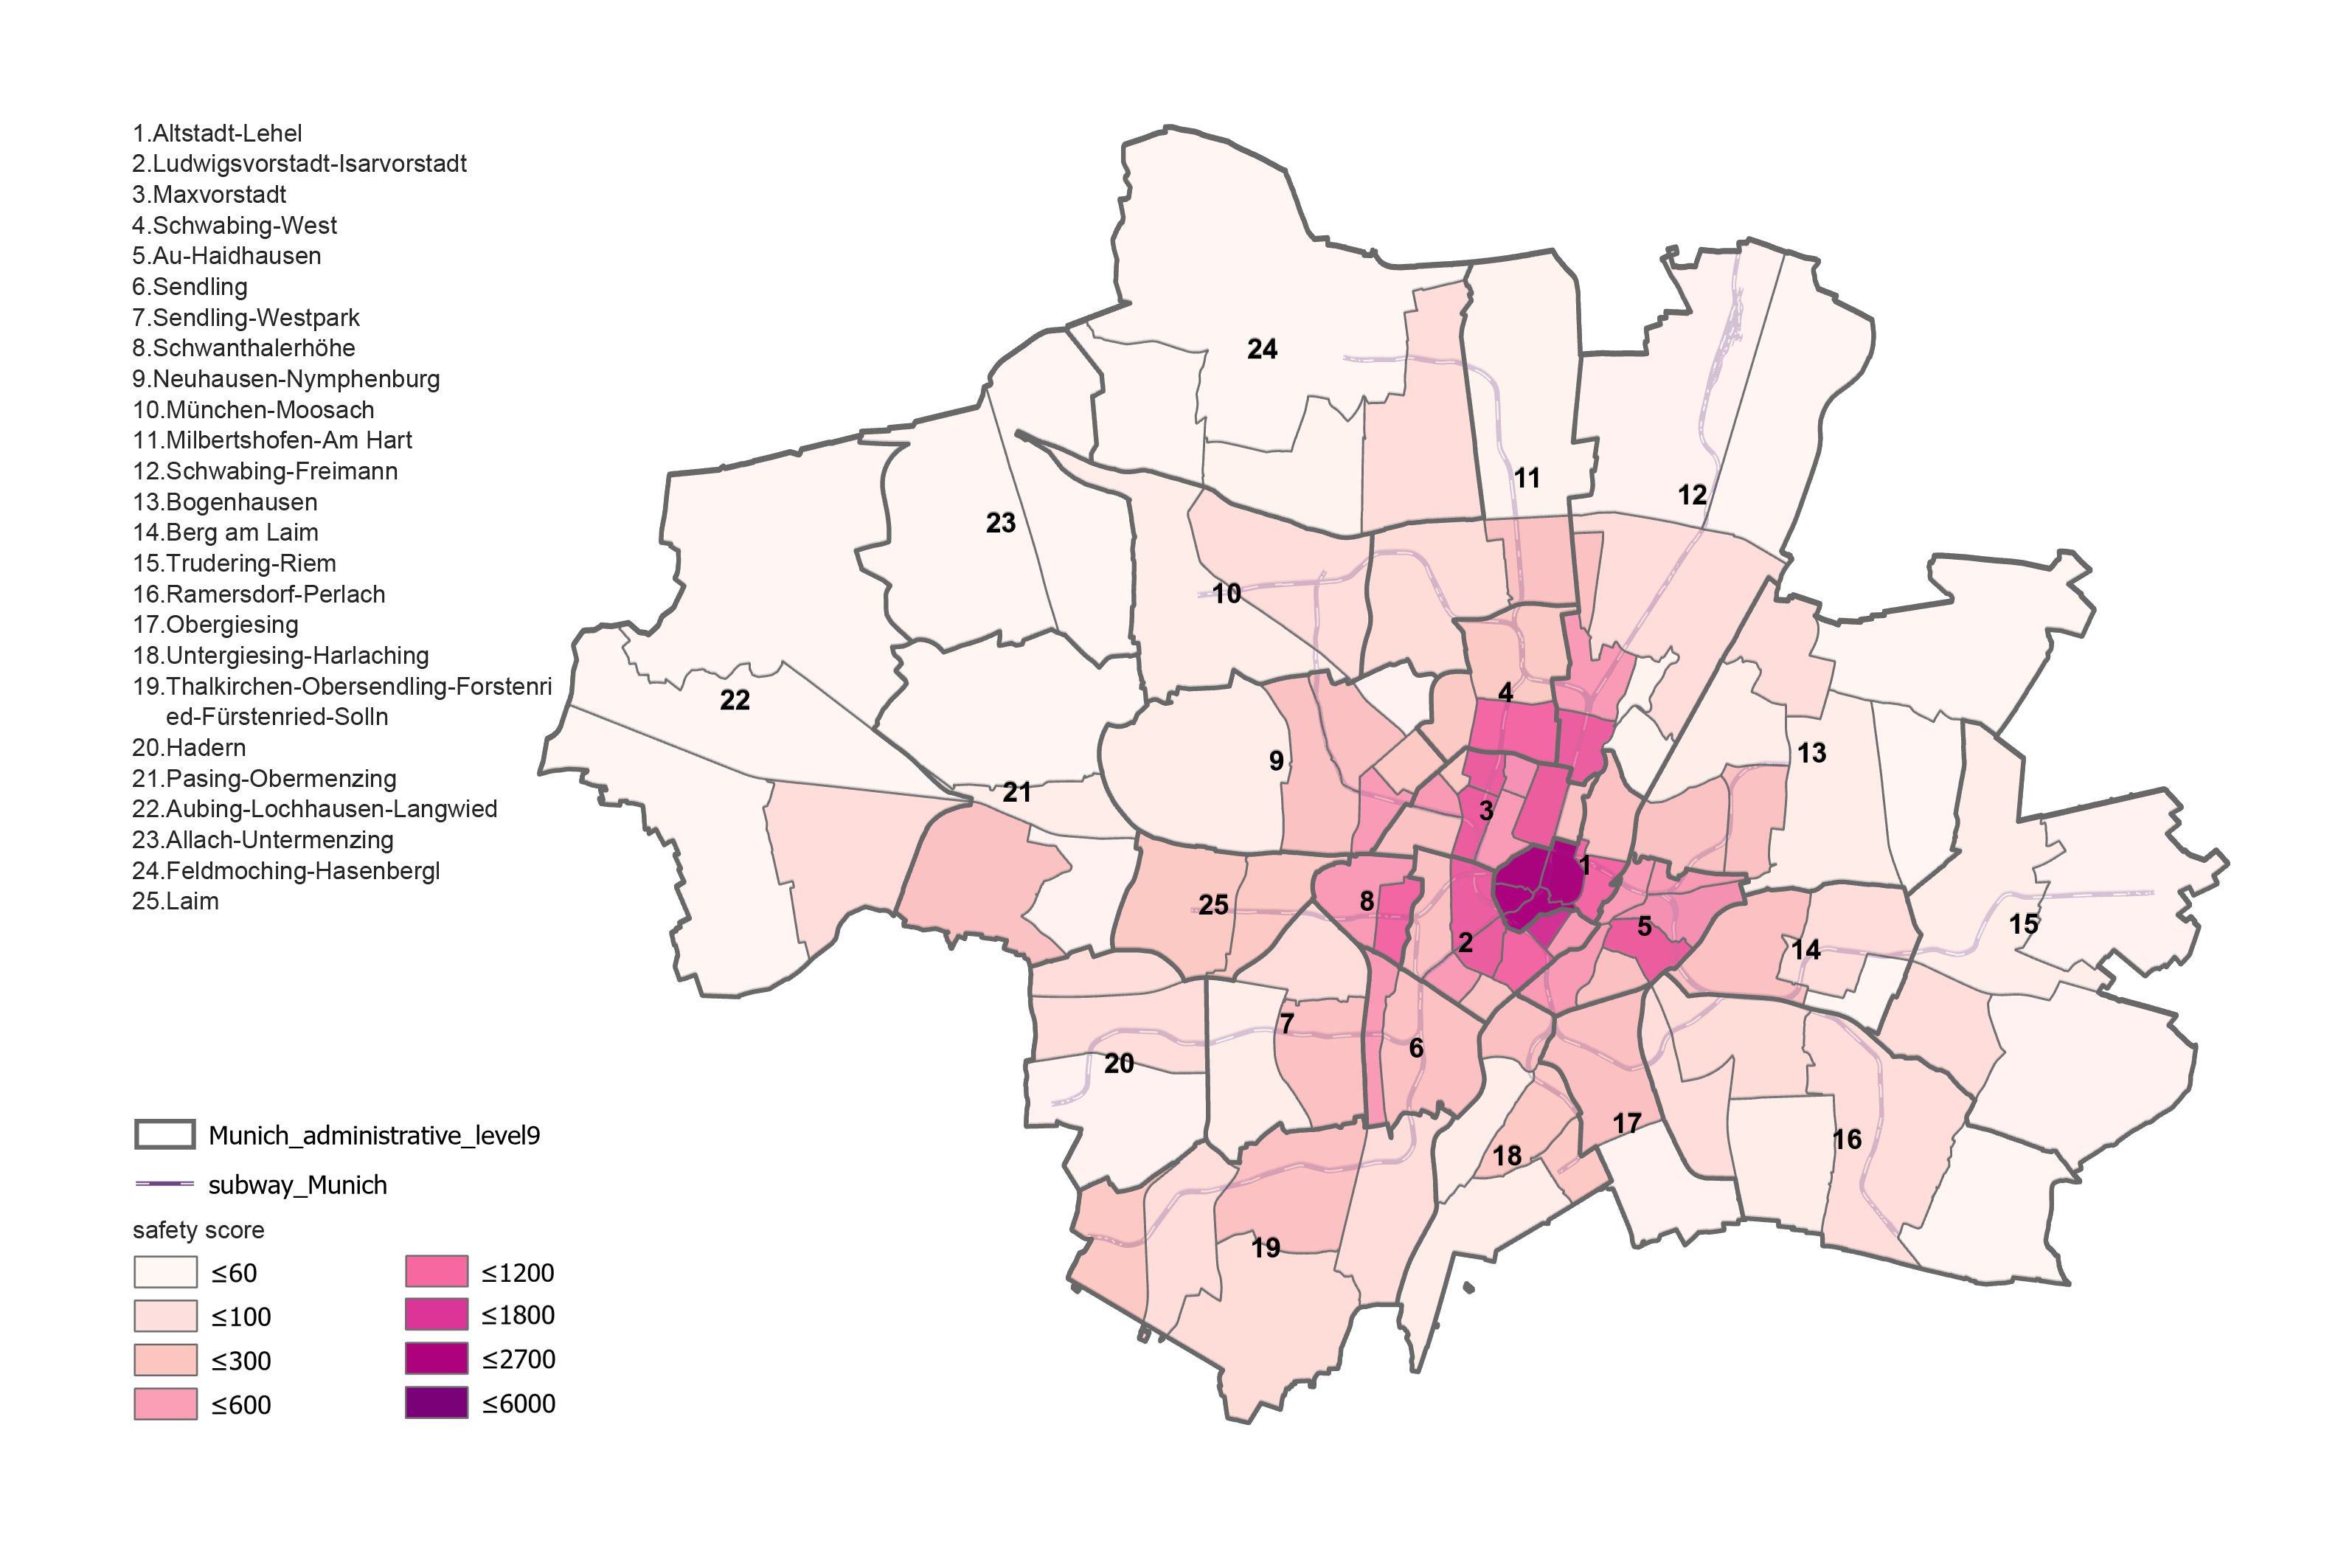 1.Altstadt-Lehel
2.Ludwigsvorstadt-Isarvorstadt
3.Maxvorstadt
4.Schwabing-West
5.Au-Haidhausen
6.Sendling
7.Sendling-Westpark
8.Schwanthalerhöhe
9.Neuhausen-Nymphenburg
10.München-Moosach
11.Milbertshofen-Am Hart
12.Schwabing-Freimann
13.Bogenhausen
14.Berg am Laim
15.Trudering-Riem
16.Ramersdorf-Perlach
17.Obergiesing
18.Untergiesing-Harlaching
19.Thalkirchen-Obersendling-Forstenri
ed-Fürstenried-Solln
20.Hadern
21.Pasing-Obermenzing
22.Aubing-Lochhausen-Langwied
23.Allach-Untermenzing
24.Feldmoching-Hasenbergl
25.Laim
Munich_administrative_level9
subway_Munich
safety score
≤60
≤100
≤300
≤600
≤1200
≤1800
≤2700
≤6000
24
11
12
23
10
22
4
13
9
21
3
1
25
8
5
15
2
14
7
6
20
17
16
18
19